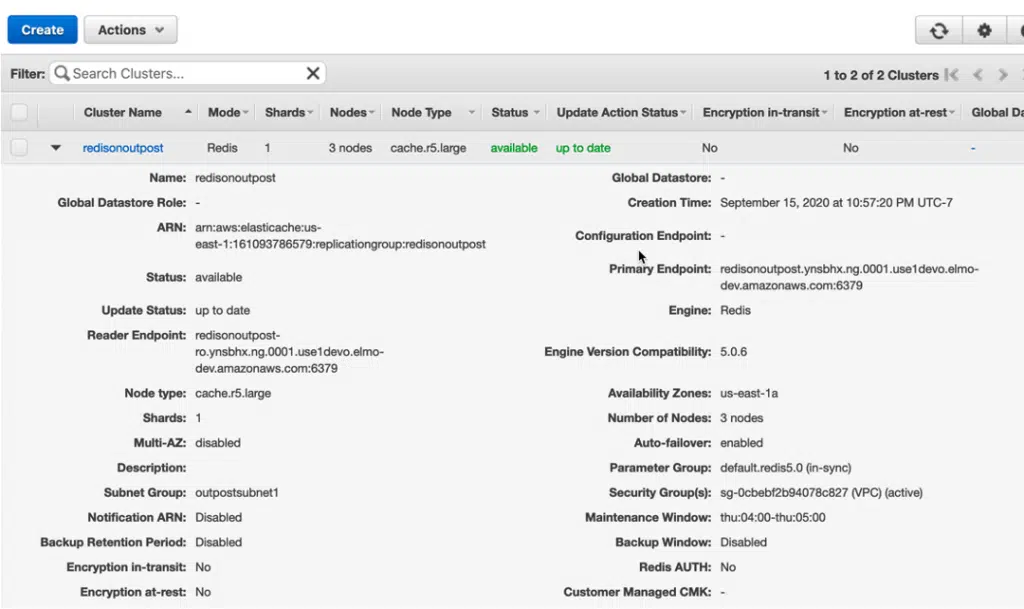 Create
Actions
Filter: Search Clusters...
1 to 2 of 2 Clusters
Cluster Name Mode Shards Nodes Node Type Status Update Action Status Encryption in-transit Encryption at-rest Global Da
redisonoutpost Redis 1 3 nodes cache.r5.large available up to date No No -
Name: redisonoutpost
Global Datastore: -
Global Datastore Role: -
Creation Time: September 15, 2020 at 10:57:20 PM UTC-7
ARN: arn:aws:elasticache:us-
east-1:161093786579:replicationgroup:redisonoutpost
Configuration Endpoint: -
Status: available
Primary Endpoint: redisonoutpost.ynsbhx.ng.0001.use1devo.elmo-
dev.amazonaws.com:6379
Update Status: up to date
Engine: Redis
Reader Endpoint: redisonoutpost-
ro.ynsbhx.ng.0001.use1devo.elmo-
dev.amazonaws.com:6379
Engine Version Compatibility: 5.0.6
Node type: cache.r5.large
Availability Zones: us-east-1a
Shards: 1
Number of Nodes: 3 nodes
Multi-AZ: disabled
Auto-failover: enabled
Description:
Parameter Group: default.redis5.0 (in-sync)
Subnet Group: outpostsubnet1
Security Group(s): sg-0cbebf2b94078c827 (VPC) (active)
Notification ARN: Disabled
Maintenance Window: thu:04:00-thu:05:00
Backup Retention Period: Disabled
Backup Window: Disabled
Encryption in-transit: No
Redis AUTH: No
Encryption at-rest: No
Customer Managed CMK: -